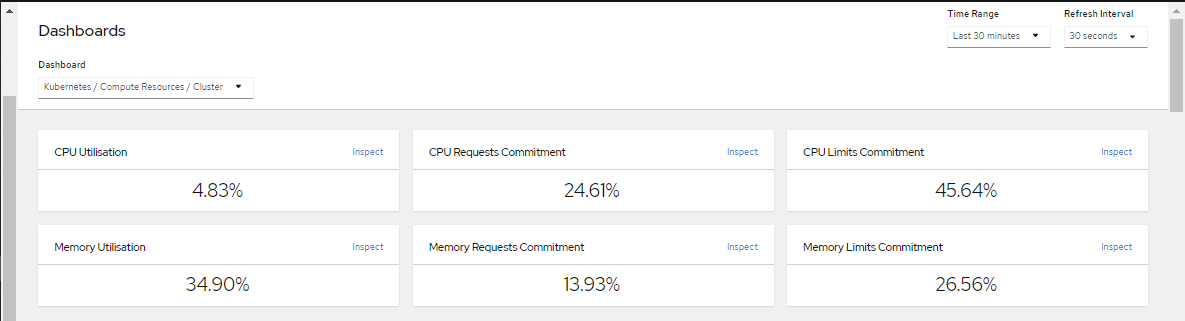 Dashboards
Time Range
Refresh Interval
Last 30 minutes
30 seconds
Dashboard
Kubernetes / Compute Resources / Cluster
CPU Utilisation Inspect
4.83%
CPU Requests Commitment Inspect
24.61%
CPU Limits Commitment Inspect
45.64%
Memory Utilisation Inspect
34.90%
Memory Requests Commitment Inspect
13.93%
Memory Limits Commitment Inspect
26.56%